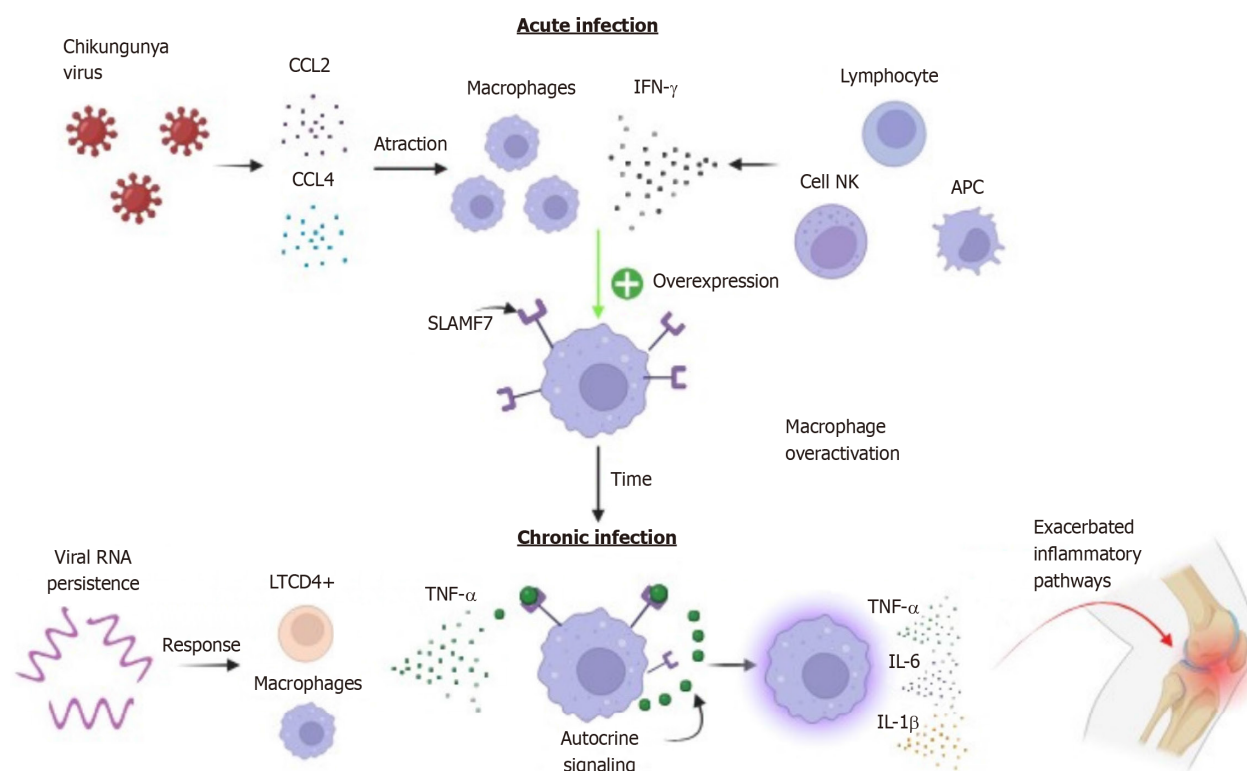 Acute infection
Chikungunya
virus
CCL2
Macrophages
IFN-γ
Lymphocyte
Atraction
CCL4
Cell NK
APC
Overexpression
SLAMF7
Macrophage
overactivation
Time
Chronic infection
Exacerbated
inflammatory
pathways
Viral RNA
persistence
LTCD4+
TNF-α
TNF-α
Response
IL-6
Macrophages
IL-1β
Autocrine
signaling